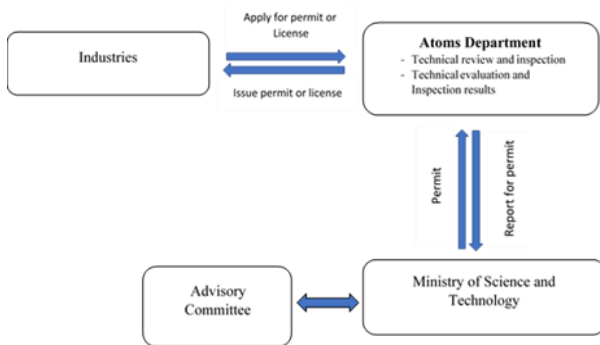 Apply for permit or
License
Industries
Issue permit or license
Atoms Department
- Technical review and inspection
- Technical evaluation and
Inspection results
Permit
Report for permit
Advisory
Committee
Ministry of Science and
Technology